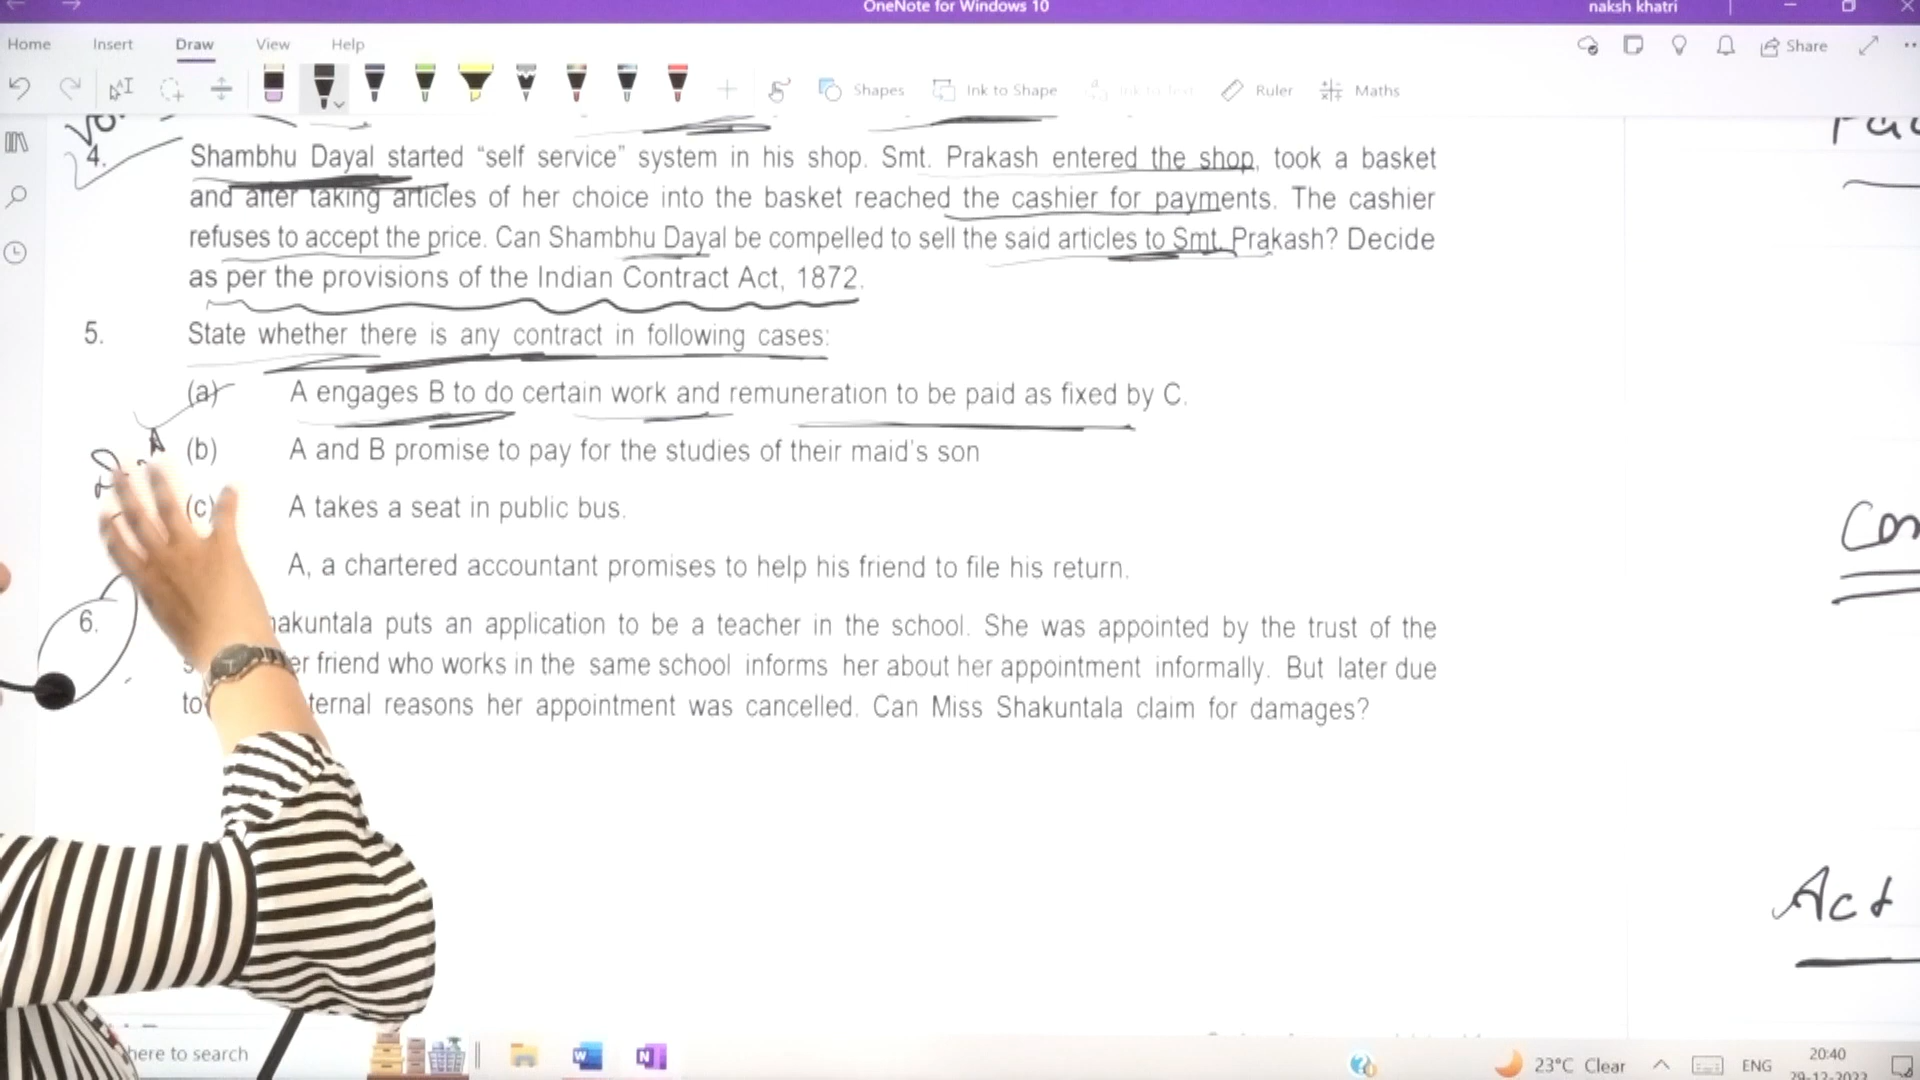 OneNote for Windows 10
naksh khatri
Home Insert Draw View Help
Share
Shapes Ink to Shape Ink to Text Ruler Maths
4. Shambhu Dayal started “self service” system in his shop. Smt. Prakash entered the shop, took a basket
and after taking articles of her choice into the basket reached the cashier for payments. The cashier
refuses to accept the price. Can Shambhu Dayal be compelled to sell the said articles to Smt. Prakash? Decide
as per the provisions of the Indian Contract Act, 1872.
5. State whether there is any contract in following cases:
(a) A engages B to do certain work and remuneration to be paid as fixed by C.
(b) A and B promise to pay for the studies of their maid's son
(c) A takes a seat in public bus.
A, a chartered accountant promises to help his friend to file his return.
6. hakuntala puts an application to be a teacher in the school. She was appointed by the trust of the
er friend who works in the same school informs her about her appointment informally. But later due
to ternal reasons her appointment was cancelled. Can Miss Shakuntala claim for damages?
Con
Act
here to search
23°C Clear
ENG
20:40
29-12-2022